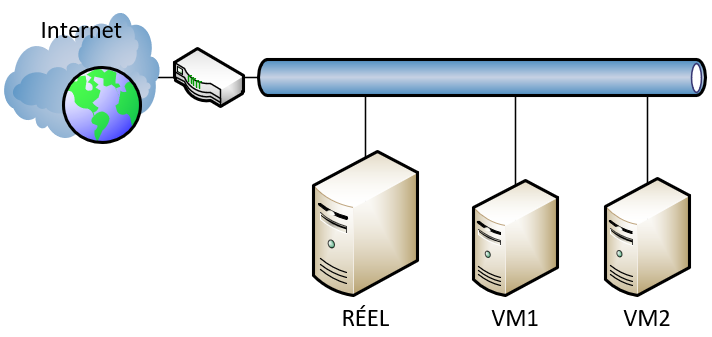 Internet
RÉEL
VM1
VM2